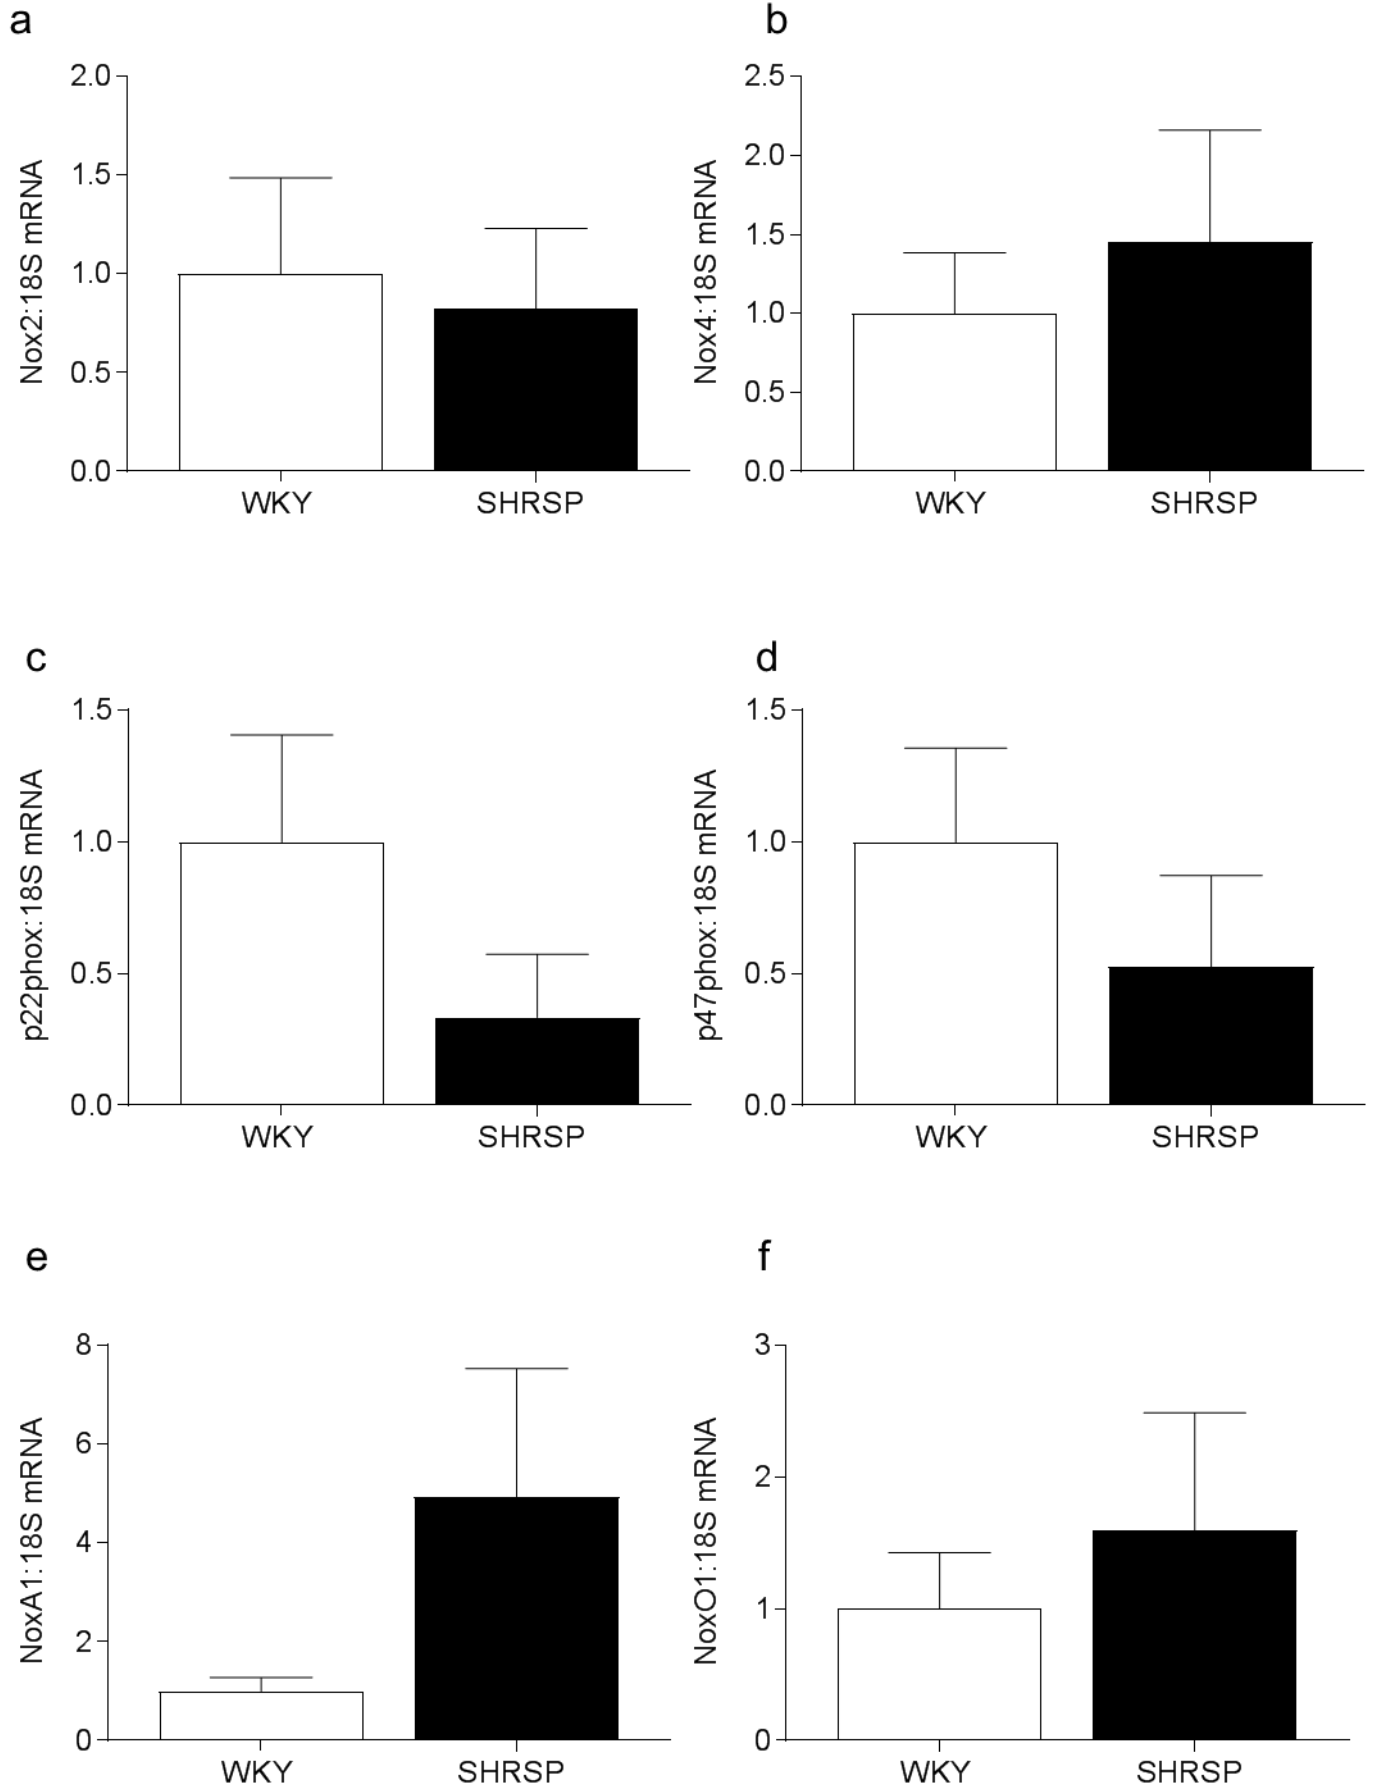 a
2.0
1.5
1.0
0.5
0.0
Nox2:18S mRNA
WKY
SHRSP
b
2.5
2.0
1.5
1.0
0.5
0.0
Nox4:18S mRNA
WKY
SHRSP
c
1.5
1.0
0.5
0.0
p22phox:18S mRNA
WKY
SHRSP
d
1.5
1.0
0.5
0.0
p47phox:18S mRNA
WKY
SHRSP
e
8
6
4
2
0
NoxA1:18S mRNA
WKY
SHRSP
f
3
2
1
0
NoxO1:18S mRNA
WKY
SHRSP